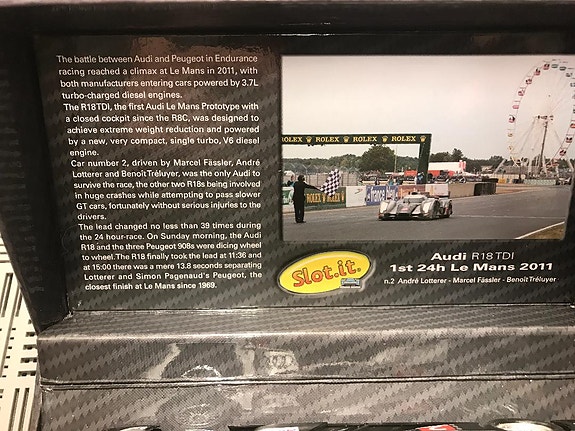 The battle between Audi and Peugeot in Endurance
racing reached a climax at Le Mans in 2011, with
both manufacturers entering cars powered by 3.7L
turbo-charged diesel engines.
The R18TDI, the first Audi Le Mans Prototype with
a closed cockpit since the R8C, was designed to
achieve extreme weight reduction and powered
by a new, very compact, single turbo, V6 diesel
engine.
Car number 2, driven by Marcel Fässler, André
Lotterer and Benoît Tréluyer, was the only Audi to
survive the race, the other two R18s being involved
in huge crashes while attempting to pass slower
GT cars, fortunately without serious injuries to the
drivers.
The lead changed no less than 39 times during
the 24 hour-race. On Sunday morning, the Audi
R18 and the three Peugeot 908s were dicing wheel
to wheel. The R18 finally took the lead at 11:36 and
at 15:00 there was a mere 13.8 seconds separating
Lotterer and Simon Pagenaud's Peugeot, the
closest finish at Le Mans since 1969.
ROLEX ROLEX ROLEX ROLEX
ROLEX
Slot.it.
Audi R18 TDI
1st 24h Le Mans 2011
n.2 André Lotterer - Marcel Fässler - Benoît Tréluyer